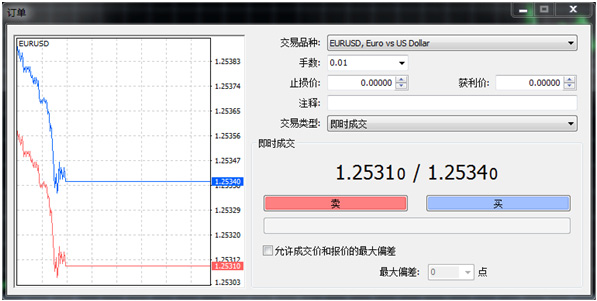 订单
EURUSD
1.25383
1.25374
1.25365
1.25356
1.25347
1.25340
1.25329
1.25320
1.25310
1.25303
交易品种: EURUSD, Euro vs US Dollar
手数: 0.01
止损价: 0.00000 获利价: 0.00000
注释:
交易类型: 即时成交
即时成交
1.25310 / 1.25340
卖 买
允许成交价和报价的最大偏差
最大偏差: 0 点